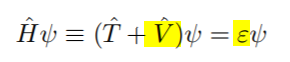 Ĥψ ≡ (T̂ + V̂)ψ = εψ